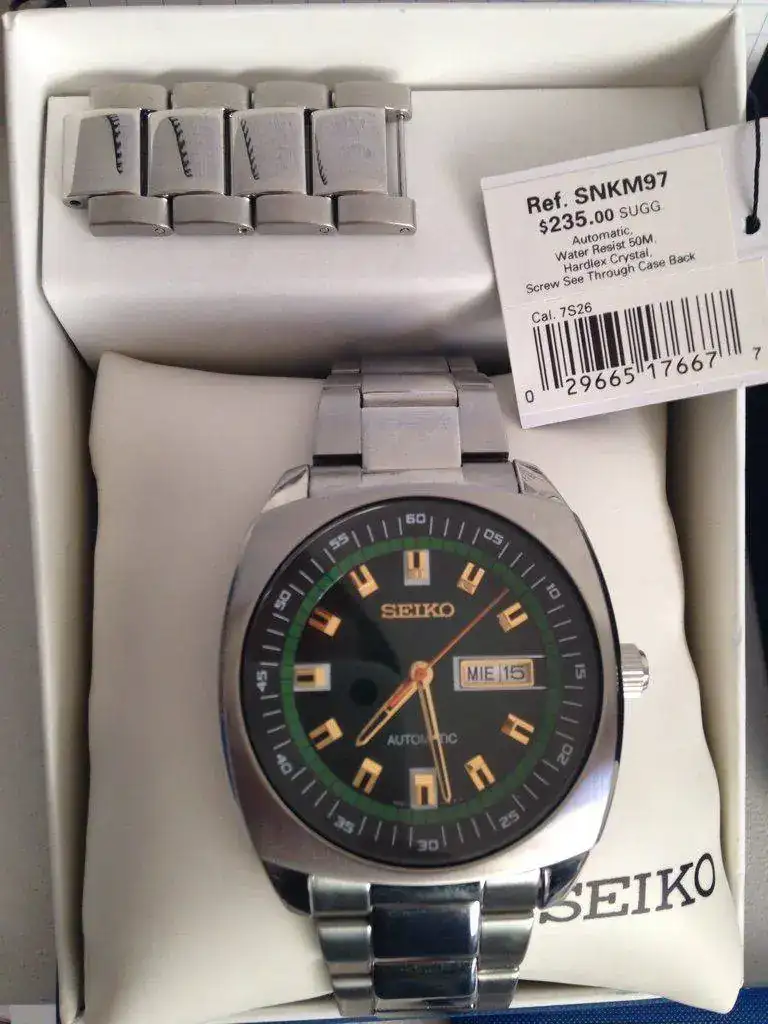 Ref. SNKM97
$235.00 SUGG.
Automatic,
Water Resist 50M,
Hardlex Crystal,
Screw See Through Case Back
Cal. 7S26
0 29665 17667 7
60
05
10
15
20
25
30
35
40
45
50
55
SEIKO
MIE 15
AUTOMATIC
SEIKO